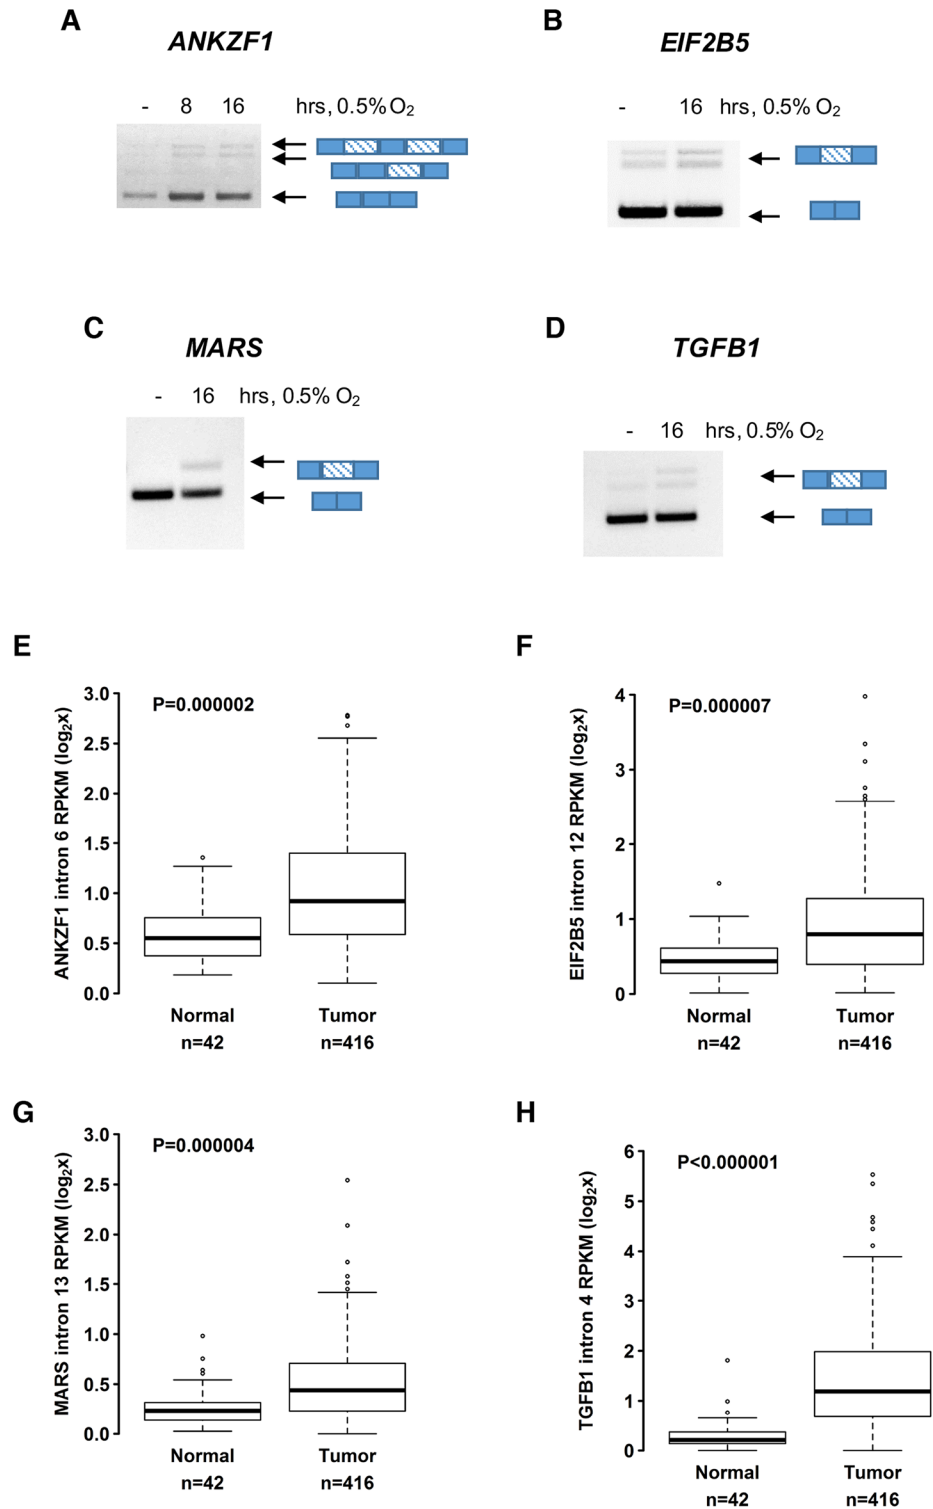 A
ANKZF1
- 8 16 hrs, 0.5% O₂
B
EIF2B5
- 16 hrs, 0.5% O₂
C
MARS
- 16 hrs, 0.5% O₂
D
TGFB1
- 16 hrs, 0.5% O₂
E
ANKZF1 intron 6 RPKM (log₂x)
P=0.000002
3.0
2.5
2.0
1.5
1.0
0.5
0.0
Normal Tumor
n=42 n=416
F
EIF2B5 intron 12 RPKM (log₂x)
P=0.000007
4
3
2
1
0
Normal Tumor
n=42 n=416
G
MARS intron 13 RPKM (log₂x)
P=0.000004
3.0
2.5
2.0
1.5
1.0
0.5
0.0
Normal Tumor
n=42 n=416
H
TGFB1 intron 4 RPKM (log₂x)
P<0.000001
6
5
4
3
2
1
0
Normal Tumor
n=42 n=416